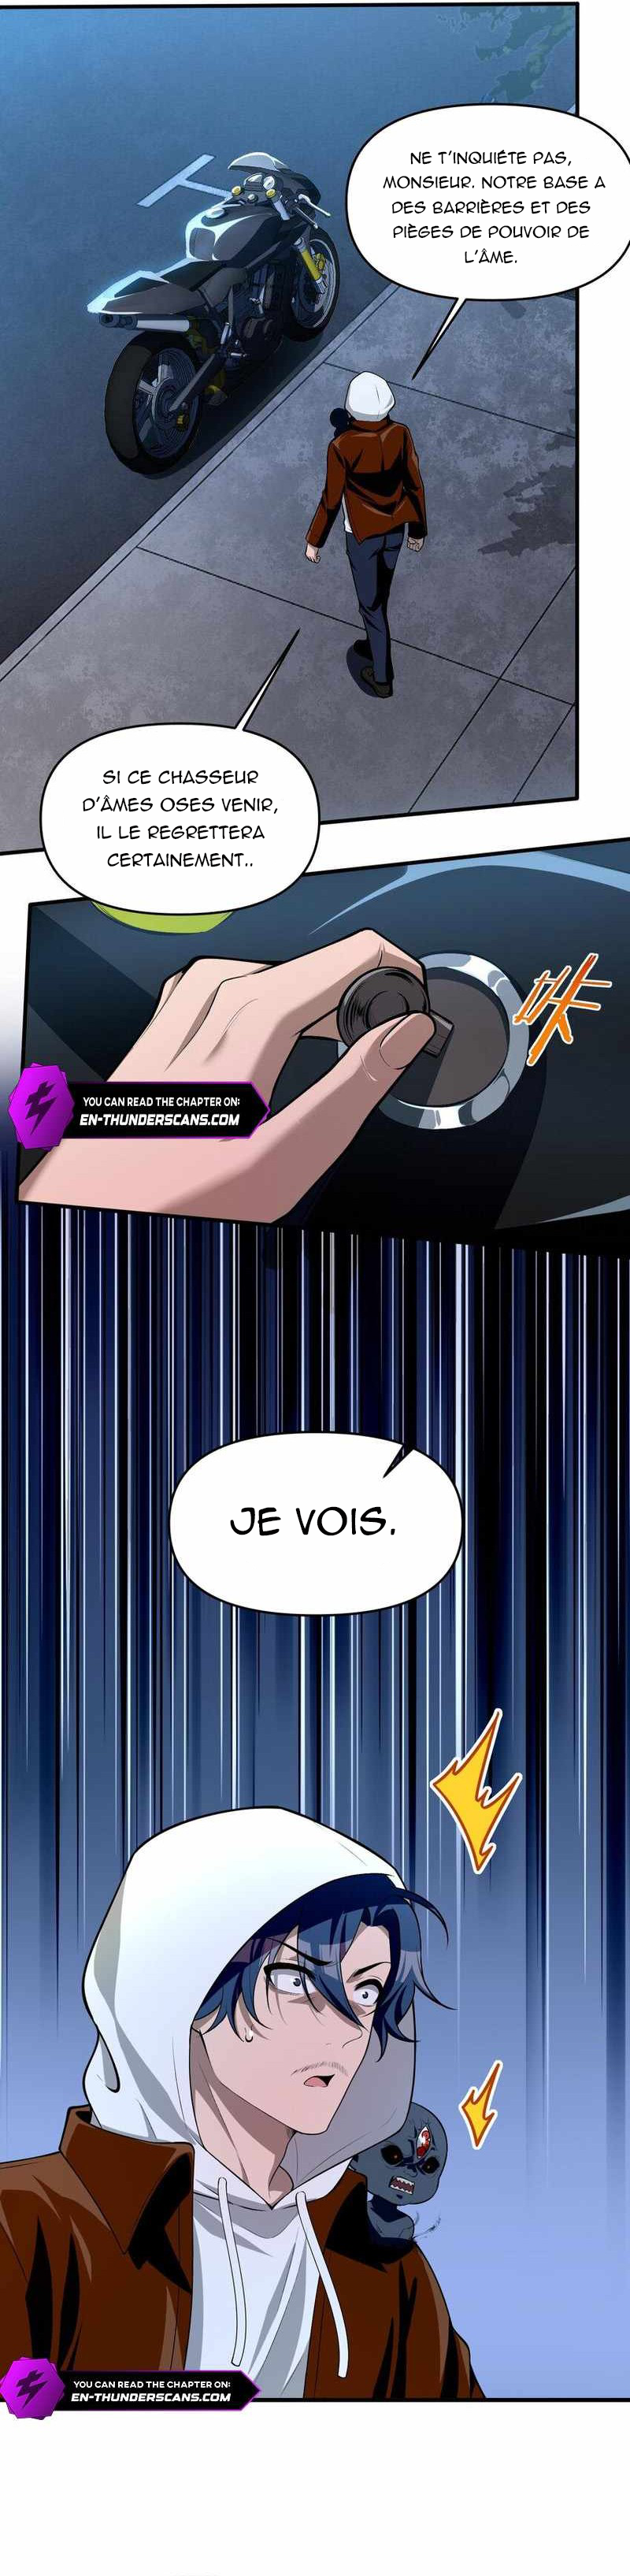 NE T'INQUIÉTE PAS,
MONSIEUR. NOTRE BASE A
DES BARRIÈRES ET DES
PIÈGES DE POUVOIR DE
L'ÂME.
SI CE CHASSEUR
D'ÂMES OSES VENIR,
IL LE REGRETTERA
CERTAINEMENT..
咔
YOU CAN READ THE CHAPTER ON:
EN-THUNDERSCANS.COM
JE VOIS.
YOU CAN READ THE CHAPTER ON:
EN-THUNDERSCANS.COM